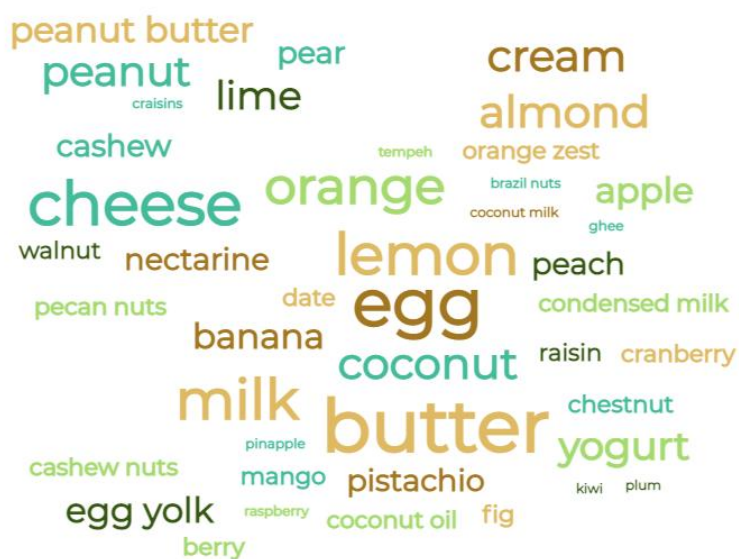 peanut butter
pear
cream
peanut
craisins
lime
almond
cashew
tempeh
orange zest
cheese
orange
brazil nuts
apple
coconut milk
ghee
walnut
nectarine
lemon
peach
pecan nuts
date
egg
condensed milk
banana
coconut
raisin
cranberry
milk
butter
chestnut
pinapple
yogurt
cashew nuts
mango
pistachio
kiwi
plum
egg yolk
raspberry
coconut oil
fig
berry